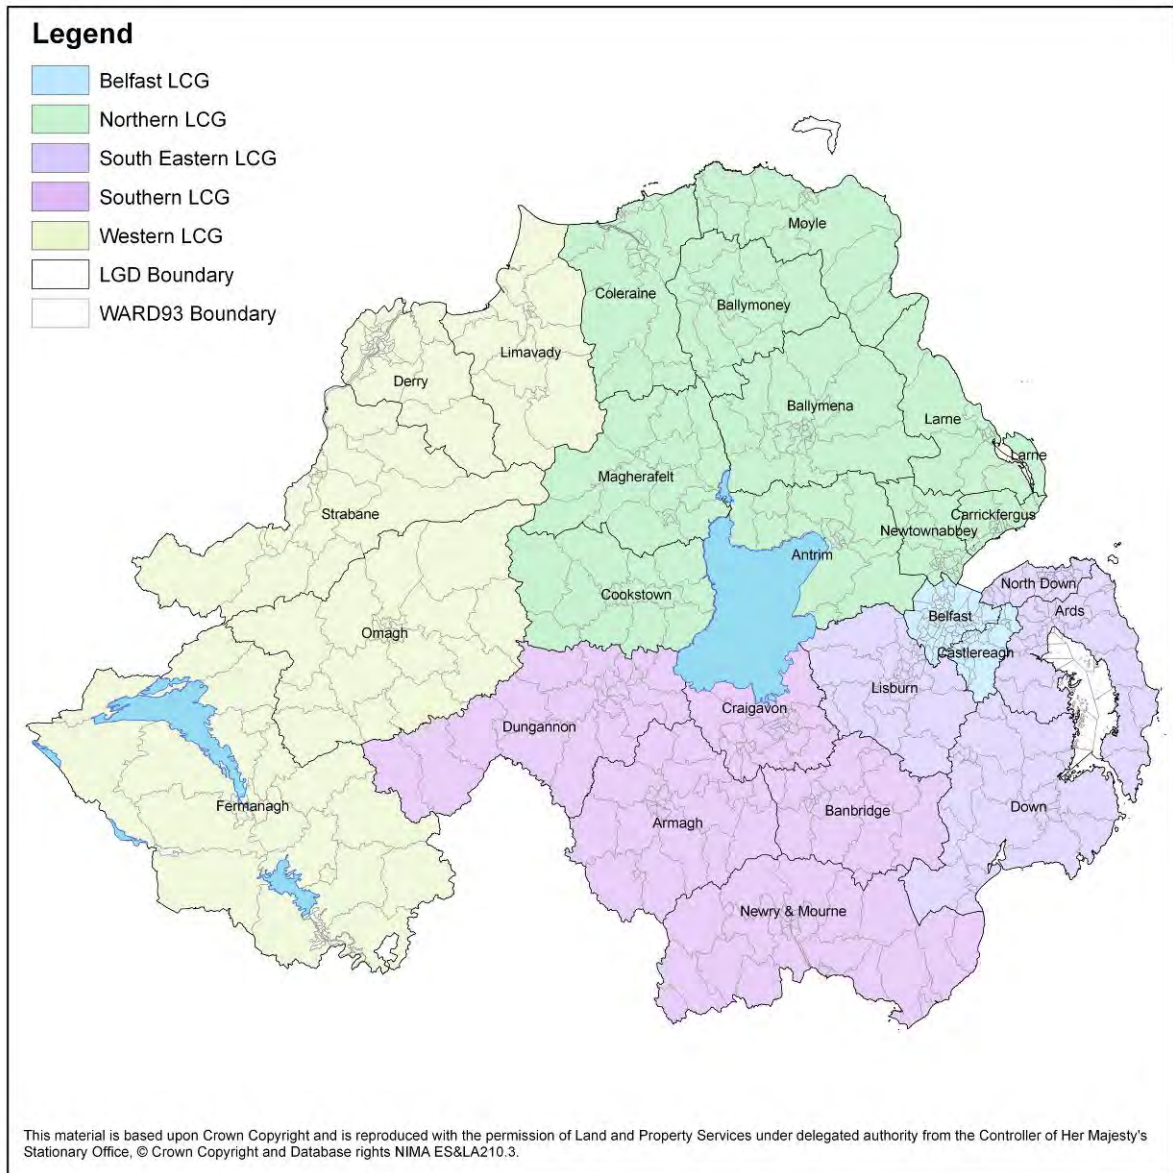 Legend
Belfast LCG
Northern LCG
South Eastern LCG
Southern LCG
Western LCG
LGD Boundary
WARD93 Boundary
Moyle
Coleraine
Ballymoney
Limavady
Derry
Ballymena
Larne
Larne
Magherafelt
Strabane
Carrickfergus
Newtownabbey
Antrim
North Down
Cookstown
Ards
Belfast
Omagh
Castlereagh
Lisburn
Craigavon
Dungannon
Fermanagh
Down
Banbridge
Armagh
Newry & Mourne
This material is based upon Crown Copyright and is reproduced with the permission of Land and Property Services under delegated authority from the Controller of Her Majesty's
Stationary Office, © Crown Copyright and Database rights NIMA ES&LA210.3.